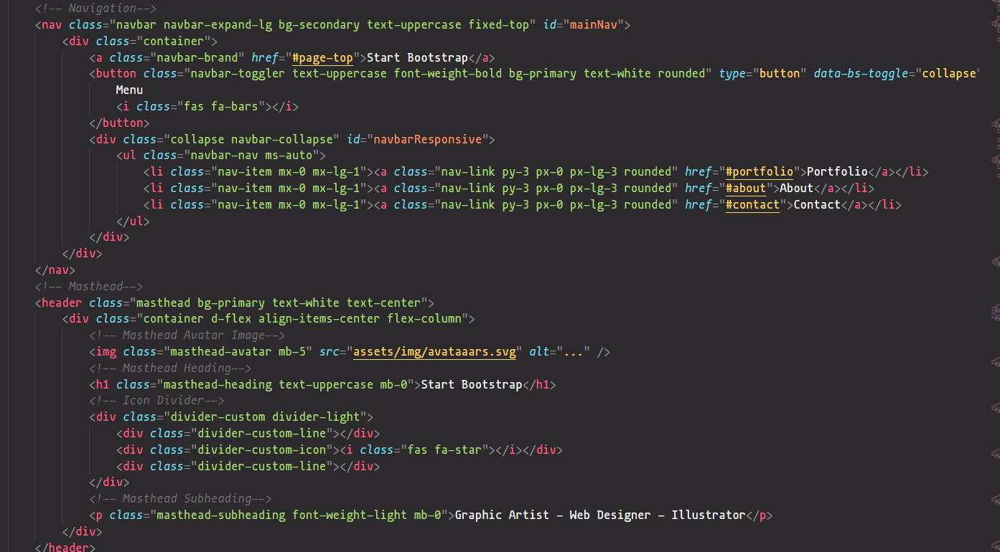 <!-- Navigation-->
<nav class="navbar navbar-expand-lg bg-secondary text-uppercase fixed-top" id="mainNav">
<div class="container">
<a class="navbar-brand" href="#page-top">Start Bootstrap</a>
<button class="navbar-toggler text-uppercase font-weight-bold bg-primary text-white rounded" type="button" data-bs-toggle="collapse"
Menu
<i class="fas fa-bars"></i>
</button>
<div class="collapse navbar-collapse" id="navbarResponsive">
<ul class="navbar-nav ms-auto">
<li class="nav-item mx-0 mx-lg-1"><a class="nav-link py-3 px-0 px-lg-3 rounded" href="#portfolio">Portfolio</a></li>
<li class="nav-item mx-0 mx-lg-1"><a class="nav-link py-3 px-0 px-lg-3 rounded" href="#about">About</a></li>
<li class="nav-item mx-0 mx-lg-1"><a class="nav-link py-3 px-0 px-lg-3 rounded" href="#contact">Contact</a></li>
</ul>
</div>
</div>
</nav>
<!-- Masthead-->
<header class="masthead bg-primary text-white text-center">
<div class="container d-flex align-items-center flex-column">
<!-- Masthead Avatar Image-->
<img class="masthead-avatar mb-5" src="assets/img/avataaars.svg" alt="..." />
<!-- Masthead Heading-->
<h1 class="masthead-heading text-uppercase mb-0">Start Bootstrap</h1>
<!-- Icon Divider-->
<div class="divider-custom divider-light">
<div class="divider-custom-line"></div>
<div class="divider-custom-icon"><i class="fas fa-star"></i></div>
<div class="divider-custom-line"></div>
</div>
<!-- Masthead Subheading-->
<p class="masthead-subheading font-weight-light mb-0">Graphic Artist - Web Designer - Illustrator</p>
</div>
</header>